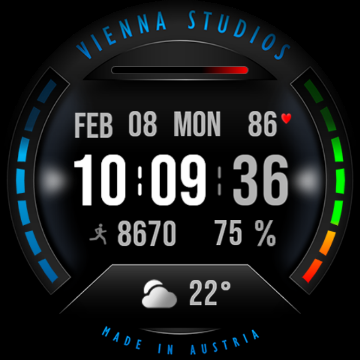 VIENNA STUDIOS
FEB 08 MON 86
10:09:36
8670 75 %
22°
MADE IN AUSTRIA